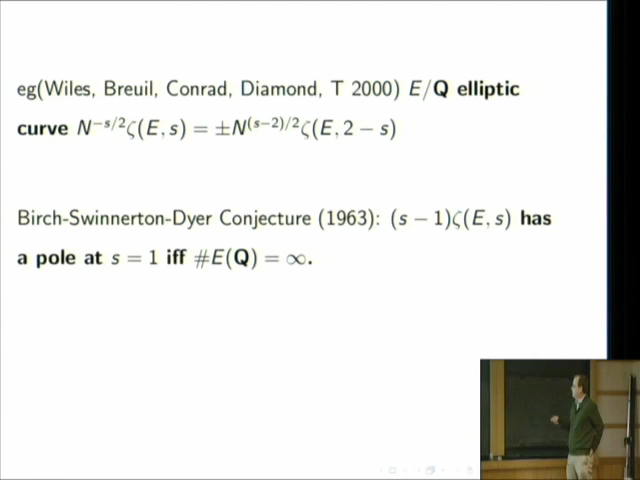 eg(Wiles, Breuil, Conrad, Diamond, T 2000) E/Q elliptic
curve N^{-s/2}ζ(E, s) = ±N^{(s-2)/2}ζ(E, 2 − s)
Birch-Swinnerton-Dyer Conjecture (1963): (s − 1)ζ(E, s) has
a pole at s = 1 iff #E(Q) = ∞.